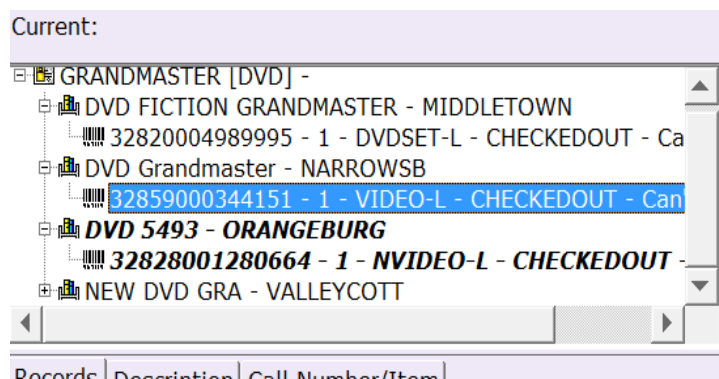 Current:
GRANDMASTER [DVD] -
DVD FICTION GRANDMASTER - MIDDLETOWN
32820004989995 - 1 - DVDSET-L - CHECKEDOUT - Ca
DVD Grandmaster - NARROWSB
32859000344151 - 1 - VIDEO-L - CHECKEDOUT - Can'
DVD 5493 - ORANGEBURG
32828001280664 - 1 - NVIDEO-L - CHECKEDOUT -
NEW DVD GRA - VALLEYCOTT
Records Description Call Number/Item